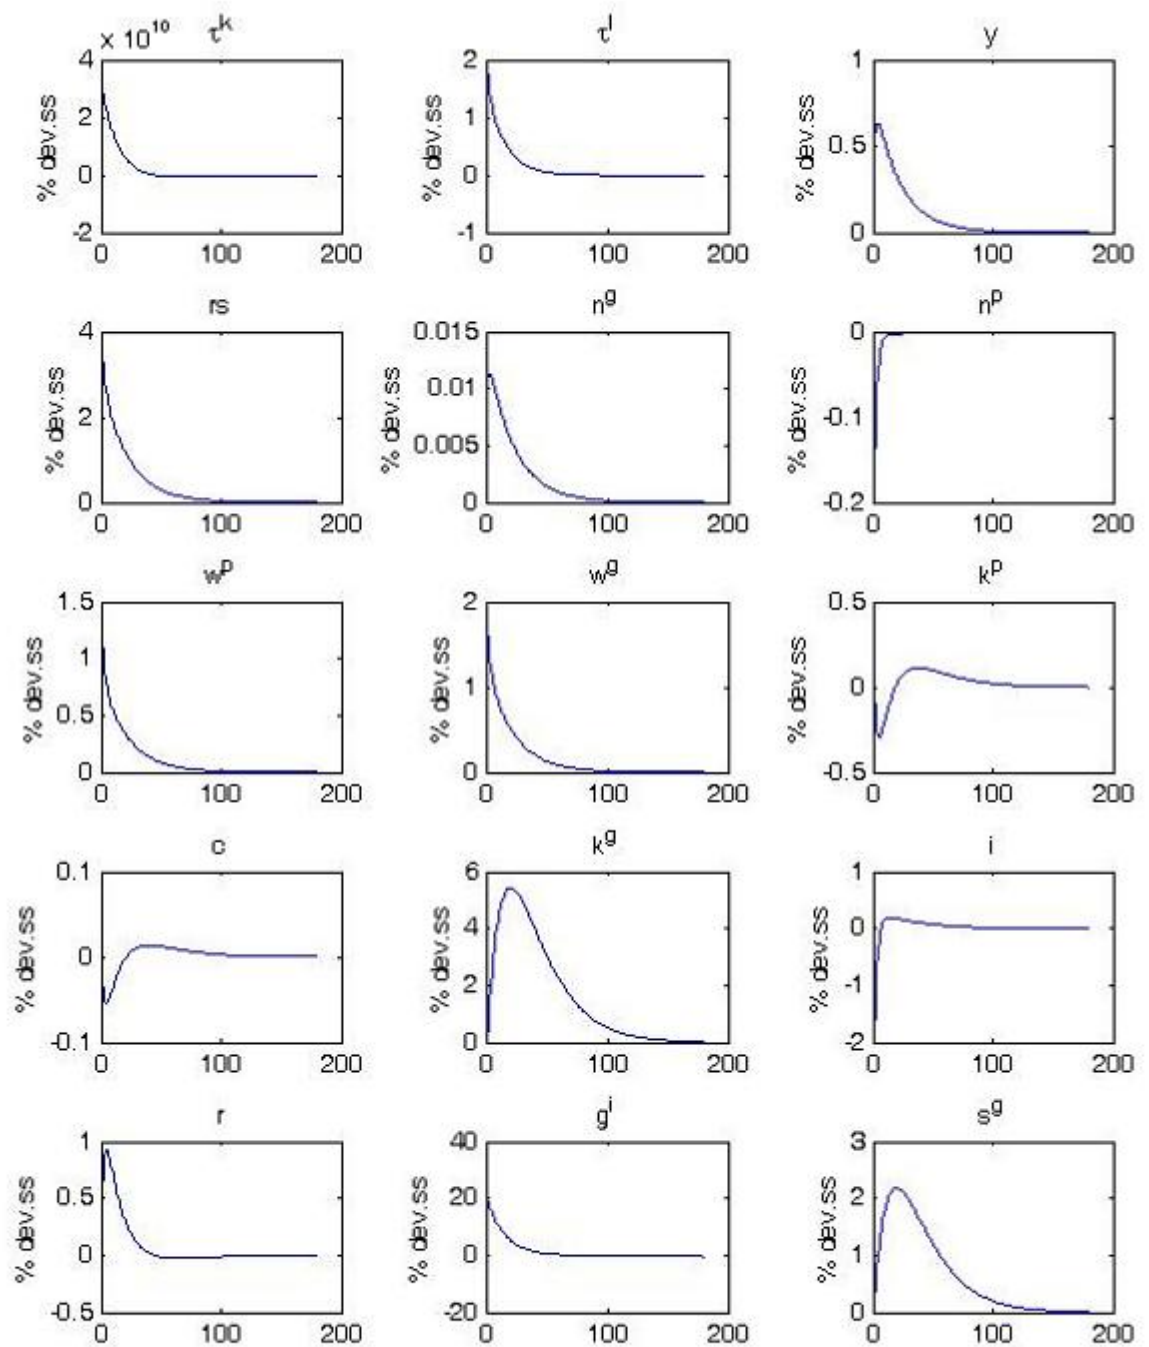 × 10^10 τ^k
4
2
0
-2
% dev.ss
0 100 200
τ^l
2
1
0
-1
% dev.ss
0 100 200
y
1
0.5
0
% dev.ss
0 100 200
rs
4
2
0
% dev.ss
0 100 200
n^g
0.015
0.01
0.005
0
% dev.ss
0 100 200
n^p
0
-0.1
-0.2
% dev.ss
0 100 200
w^p
1.5
1
0.5
0
% dev.ss
0 100 200
w^g
2
1
0
% dev.ss
0 100 200
k^p
0.5
0
-0.5
% dev.ss
0 100 200
c
0.1
0
-0.1
% dev.ss
0 100 200
k^g
6
4
2
0
% dev.ss
0 100 200
i
1
0
-1
-2
% dev.ss
0 100 200
r
1
0.5
0
-0.5
% dev.ss
0 100 200
g^i
40
20
0
-20
% dev.ss
0 100 200
s^g
3
2
1
0
% dev.ss
0 100 200